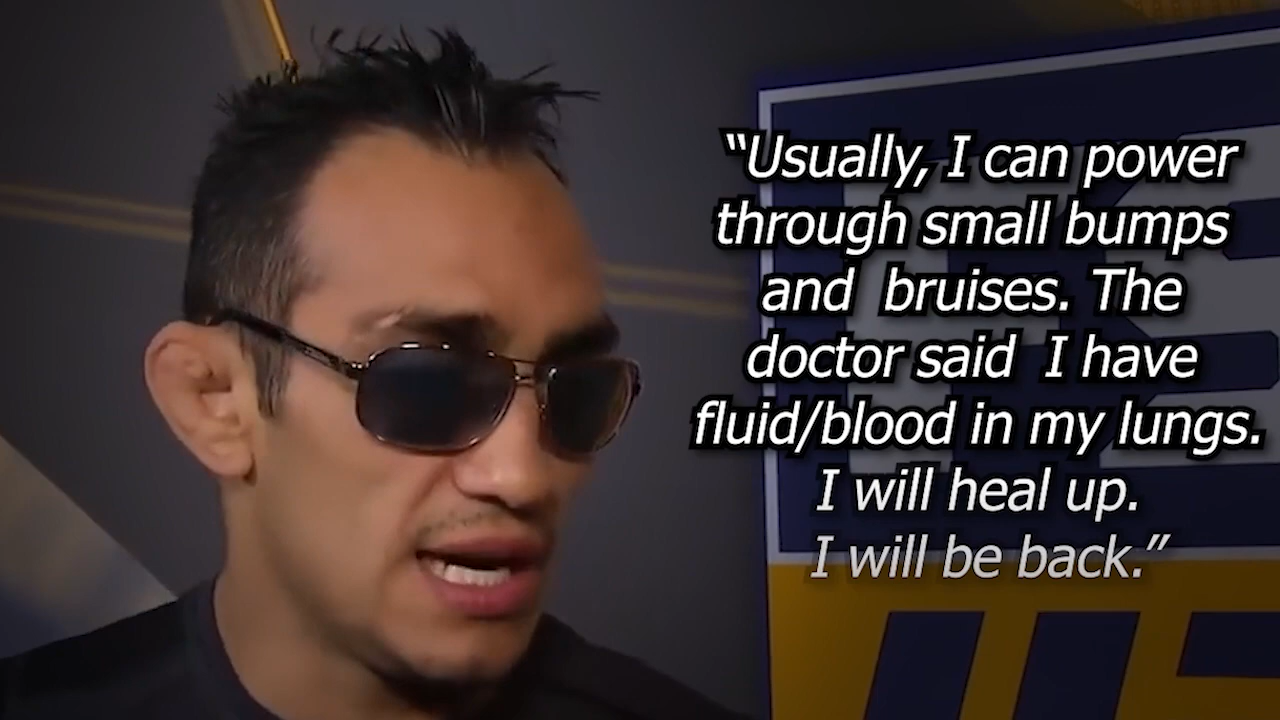 “Usually, I can power
through small bumps
and bruises. The
doctor said I have
fluid/blood in my lungs.
I will heal up.
I will be back.”